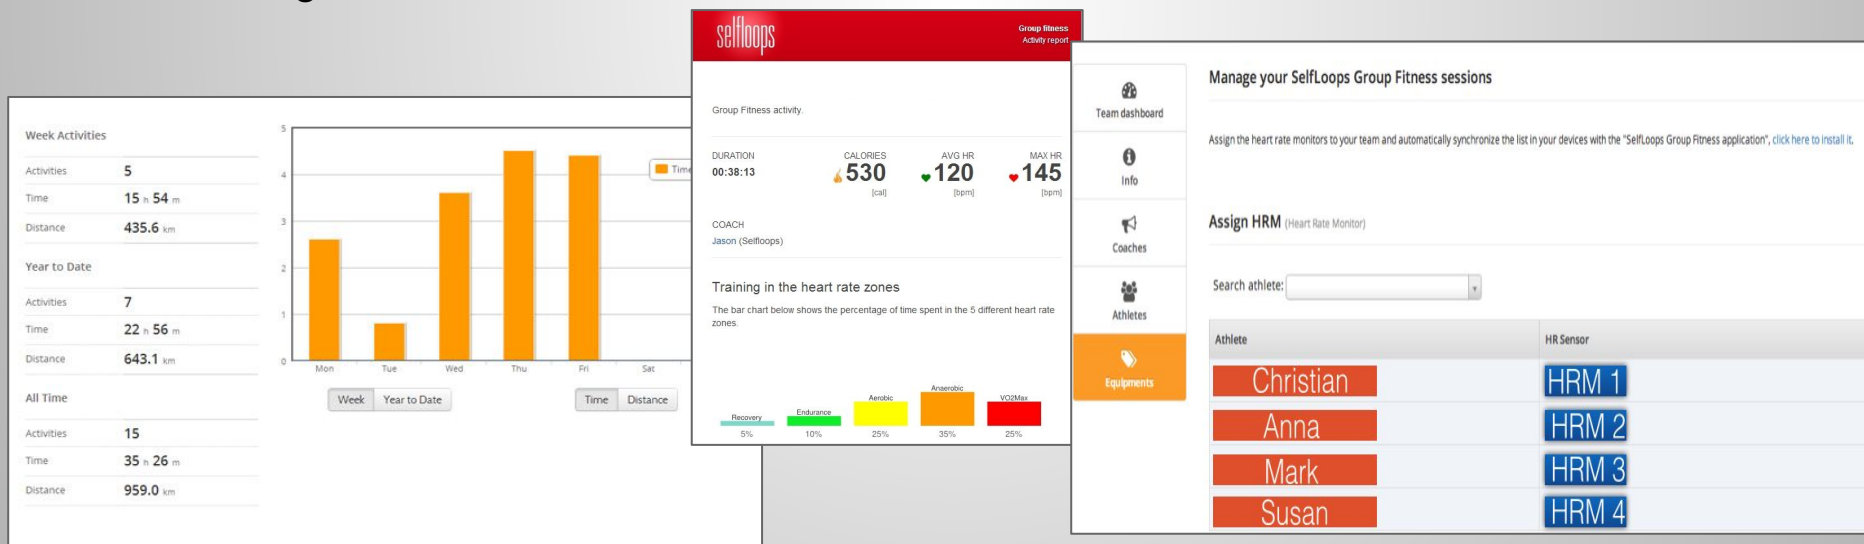 Week Activities
Activities 5
Time 15 h 54 m
Distance 435.6 km
Year to Date
Activities 7
Time 22 h 56 m
Distance 643.1 km
All Time
Activities 15
Time 35 h 26 m
Distance 959.0 km
5
4
3
2
1
0
Time
Mon Tue Wed Thu Fri Sat
Week Year to Date Time Distance
selfloops
Group fitness
Activity report
Group Fitness activity.
DURATION CALORIES AVG HR MAX HR
00:38:13 530 120 145
[cal] [bpm] [bpm]
COACH
Jason (Selfloops)
Training in the heart rate zones
The bar chart below shows the percentage of time spent in the 5 different heart rate
zones.
Recovery Endurance Aerobic Anaerobic VO2Max
5% 10% 25% 35% 25%
Team dashboard
Info
Coaches
Athletes
Equipments
Manage your SelfLoops Group Fitness sessions
Assign the heart rate monitors to your team and automatically synchronize the list in your devices with the "SelfLoops Group Fitness application", click here to install it.
Assign HRM (Heart Rate Monitor)
Search athlete:
Athlete HR Sensor
Christian HRM 1
Anna HRM 2
Mark HRM 3
Susan HRM 4